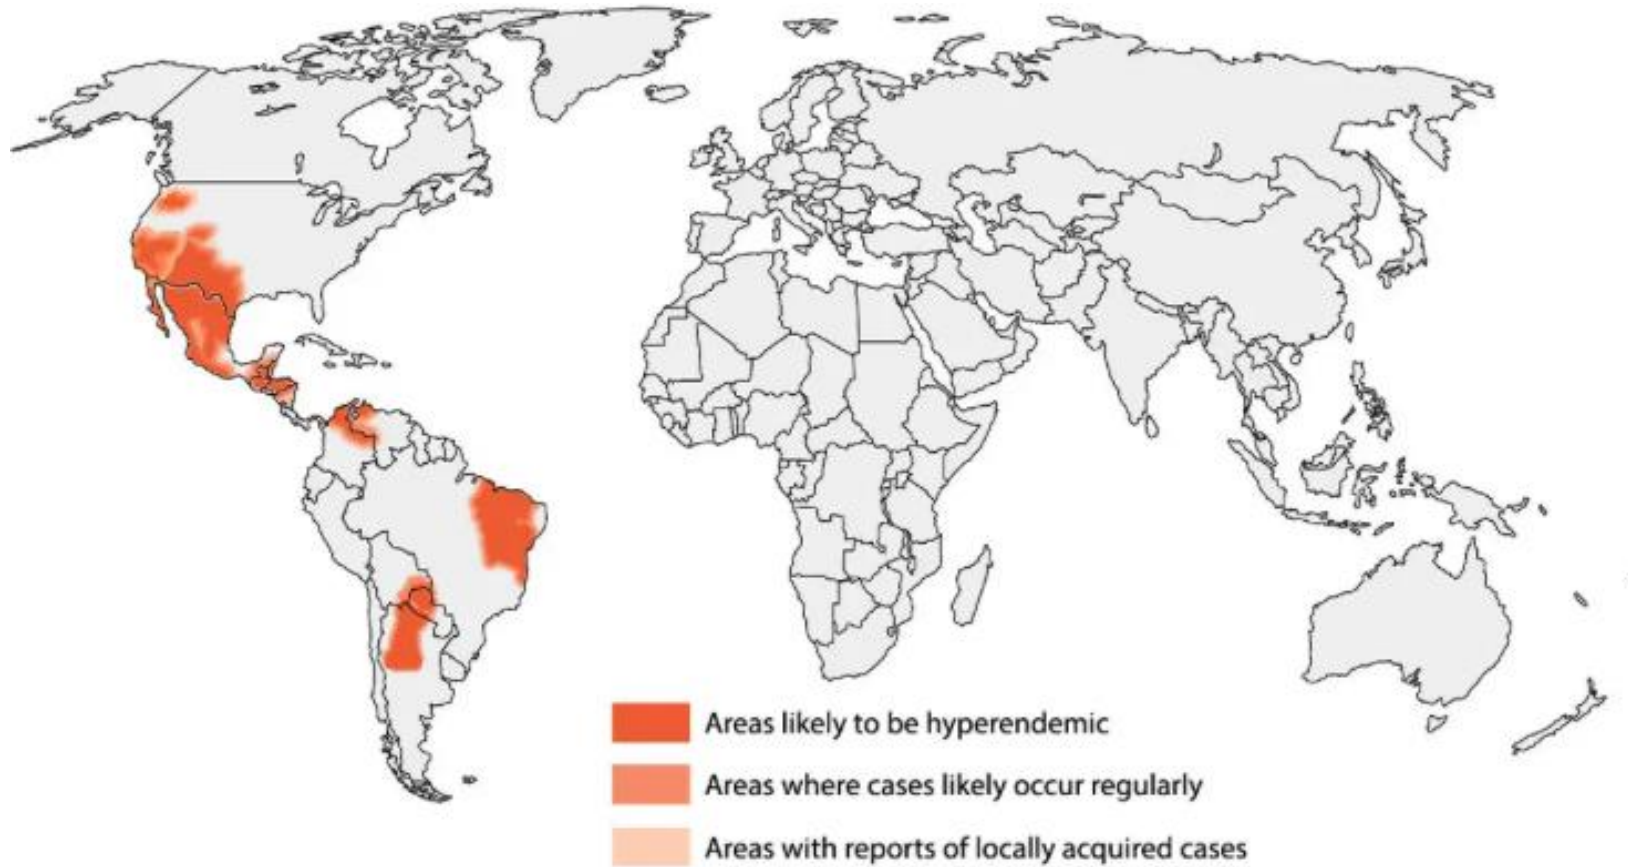 Areas likely to be hyperendemic
Areas where cases likely occur regularly
Areas with reports of locally acquired cases